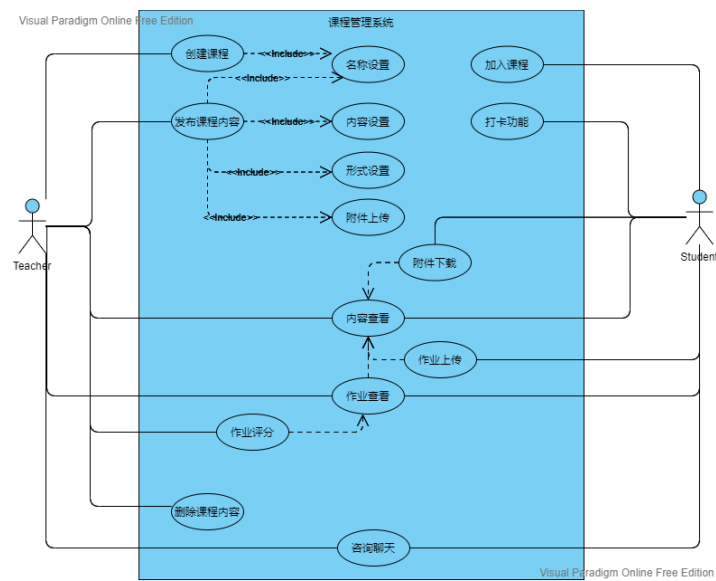 Visual Paradigm Online Free Edition
课程管理系统
创建课程
<<Include>>
名称设置
加入课程
<<Include>>
发布课程内容
<<Include>>
内容设置
打卡功能
<<Include>>
形式设置
<<Include>>
附件上传
Teacher
Student
附件下载
内容查看
作业上传
作业查看
作业评分
删除课程内容
咨询聊天
Visual Paradigm Online Free Edition